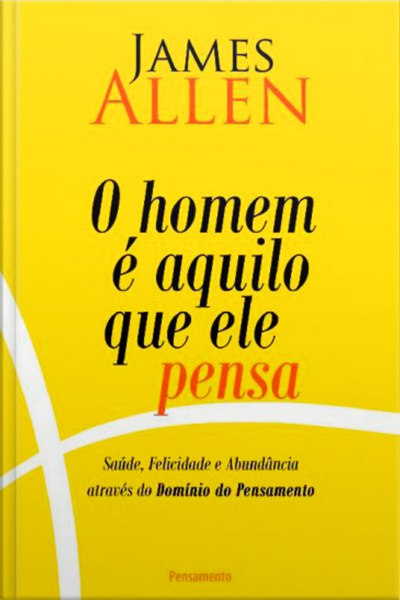 JAMES
ALLEN
O homem
é aquilo
que ele
pensa
Saúde, Felicidade e Abundância
através do Domínio do Pensamento
Pensamento